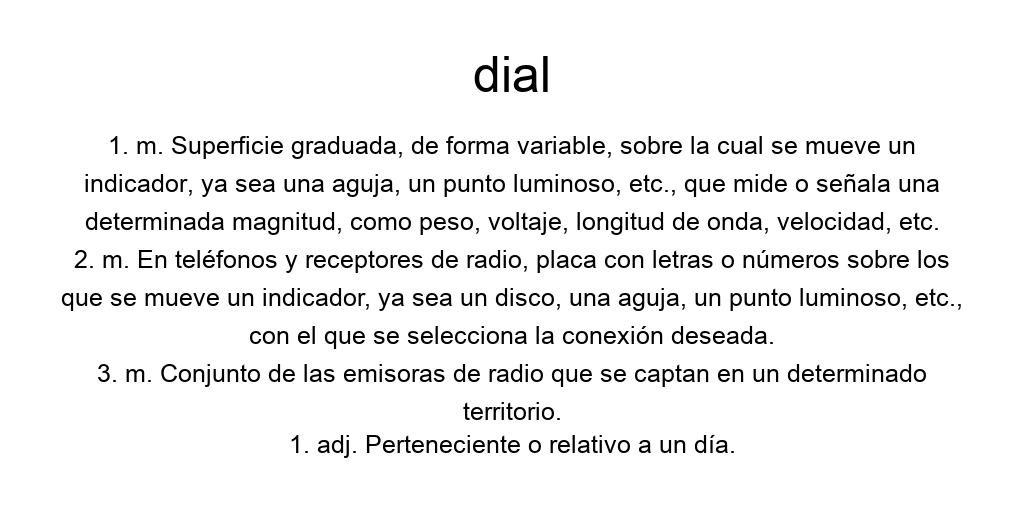 dial
1. m. Superficie graduada, de forma variable, sobre la cual se mueve un
indicador, ya sea una aguja, un punto luminoso, etc., que mide o señala una
determinada magnitud, como peso, voltaje, longitud de onda, velocidad, etc.
2. m. En teléfonos y receptores de radio, placa con letras o números sobre los
que se mueve un indicador, ya sea un disco, una aguja, un punto luminoso, etc.,
con el que se selecciona la conexión deseada.
3. m. Conjunto de las emisoras de radio que se captan en un determinado
territorio.
1. adj. Perteneciente o relativo a un día.